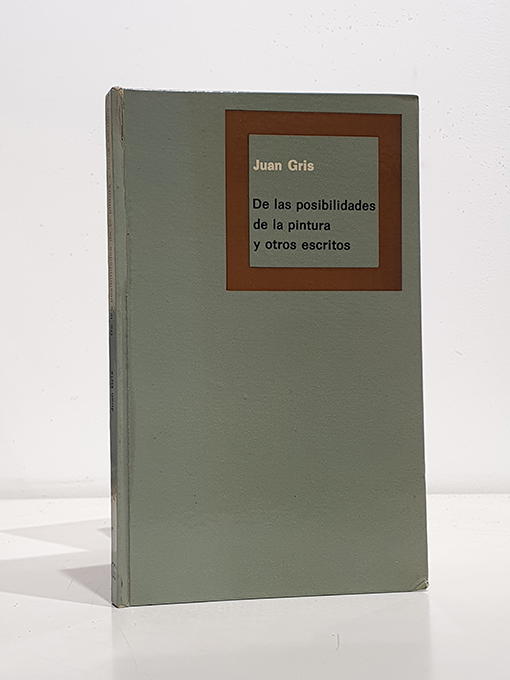 Juan Gris
De las posibilidades
de la pintura
y otros escritos